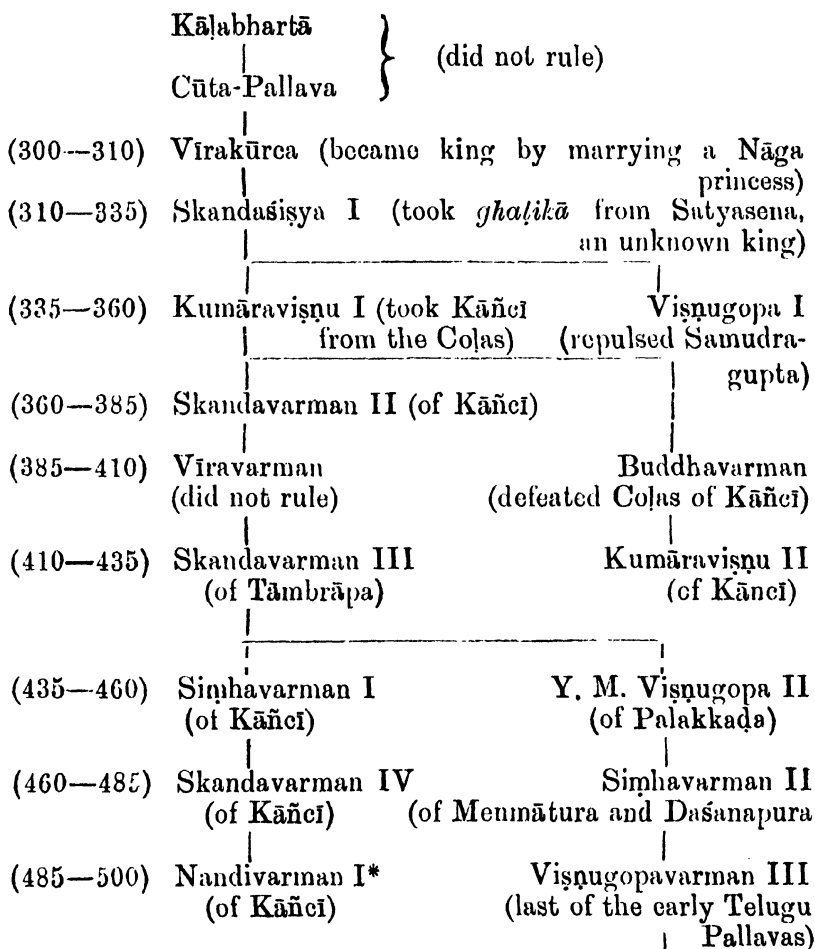 Kāḷabhartā
(did not rule)
Cūta-Pallava
(300—310) Vīrakūrca (became king by marrying a Nāga
princess)
(310—335) Skandaśiṣya I (took ghaṭikā from Satyasena,
an unknown king)
(335—360) Kumāraviṣṇu I (took Kāñcī Viṣṇugopa I
from the Coḷas) (repulsed Samudra-
gupta)
(360—385) Skandavarman II (of Kāñcī)
(385—410) Vīravarman Buddhavarman
(did not rule) (defeated Coḷas of Kāñcī)
(410—435) Skandavarman III Kumāraviṣṇu II
(of Tāmbrāpa) (of Kāncī)
(435—460) Siṃhavarman I Y. M. Viṣṇugopa II
(of Kāñcī) (of Palakkaḍa)
(460—485) Skandavarman IV Siṃhavarman II
(of Kāñcī) (of Menmātura and Daśanapura
(485—500) Nandivarman I* Viṣṇugopavarman III
(of Kāñcī) (last of the early Telugu
Pallavas)